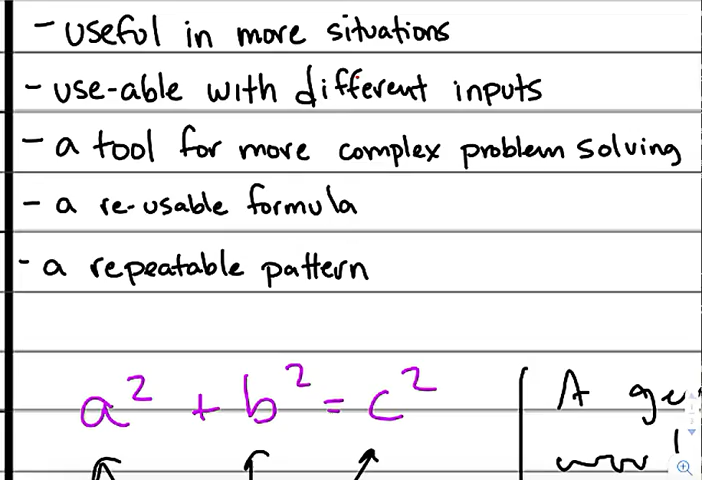 - useful in more situations
- use-able with different inputs
- a tool for more complex problem solving
- a re-usable formula
- a repeatable pattern
a² + b² = c²
A